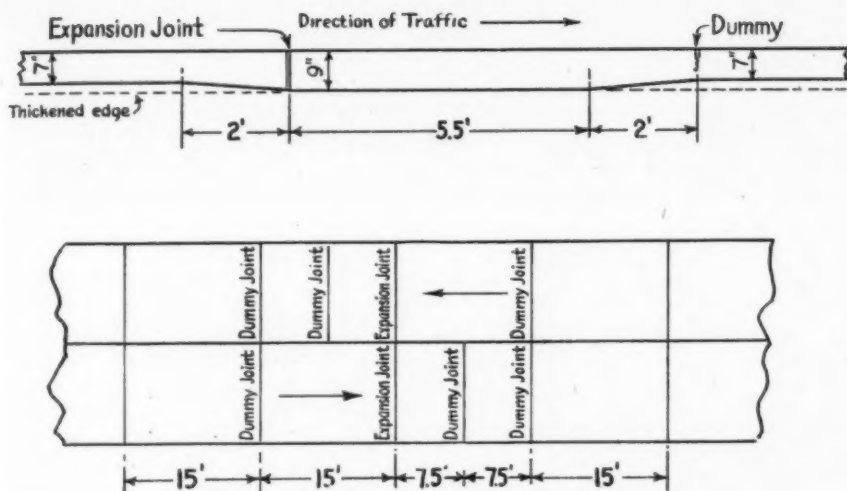 Direction of Traffic
Expansion Joint
Dummy
7"
9"
7"
Thickened edge
2'
5.5'
2'
Dummy Joint
Dummy Joint
Expansion Joint
Dummy Joint
Dummy Joint
Expansion Joint
Dummy Joint
Dummy Joint
15'
15'
7.5'
7.5'
15'